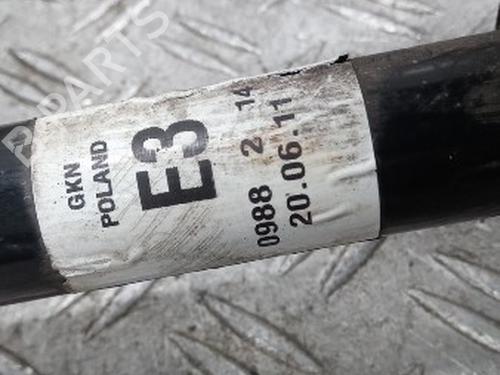 GKN
POLAND
E3
0988 2 14
20.06.11
B-PARTS